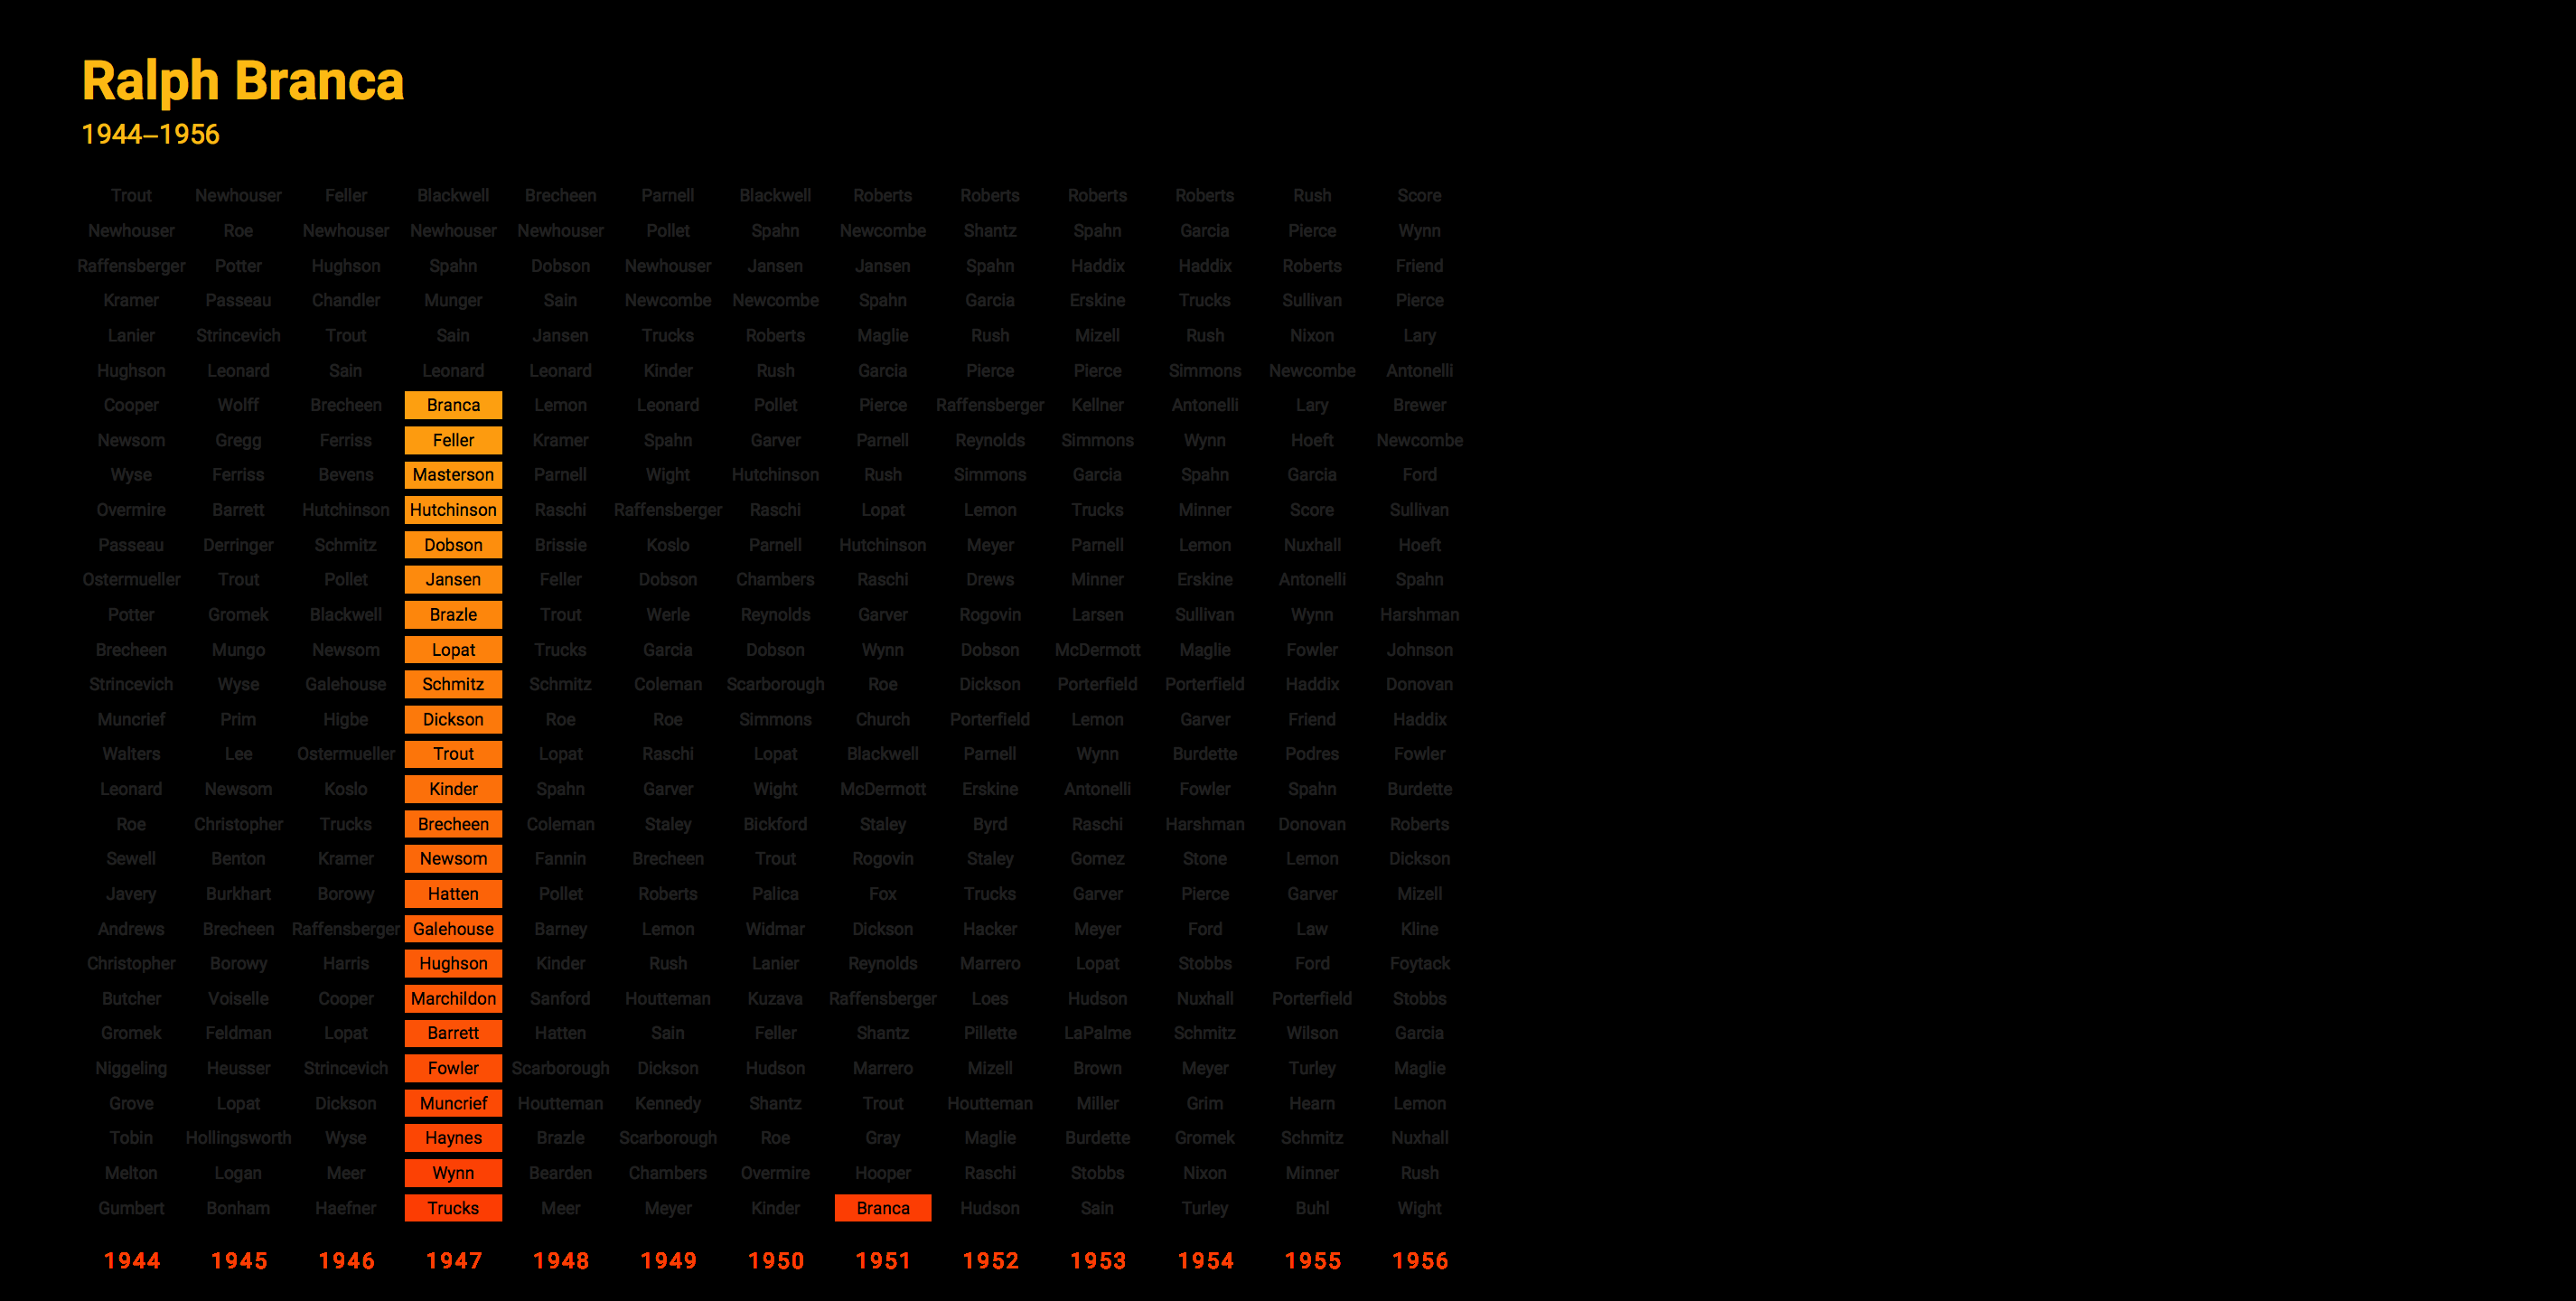 Ralph Branca
1944–1956
Trout Newhouser Feller Blackwell Brecheen Parnell Blackwell Roberts Roberts Roberts Roberts Rush Score
Newhouser Roe Newhouser Newhouser Newhouser Pollet Spahn Newcombe Shantz Spahn Garcia Pierce Wynn
Raffensberger Potter Hughson Spahn Dobson Newhouser Jansen Jansen Spahn Haddix Haddix Roberts Friend
Kramer Passeau Chandler Munger Sain Newcombe Newcombe Spahn Garcia Erskine Trucks Sullivan Pierce
Lanier Strincevich Trout Sain Jansen Trucks Roberts Maglie Rush Mizell Rush Nixon Lary
Hughson Leonard Sain Leonard Leonard Kinder Rush Garcia Pierce Pierce Simmons Newcombe Antonelli
Cooper Wolff Brecheen Branca Lemon Leonard Pollet Pierce Raffensberger Kellner Antonelli Lary Brewer
Newsom Gregg Ferriss Feller Kramer Spahn Garver Parnell Reynolds Simmons Wynn Hoeft Newcombe
Wyse Ferriss Bevens Masterson Parnell Wight Hutchinson Rush Simmons Garcia Spahn Garcia Ford
Overmire Barrett Hutchinson Hutchinson Raschi Raffensberger Raschi Lopat Lemon Trucks Minner Score Sullivan
Passeau Derringer Schmitz Dobson Brissie Koslo Parnell Hutchinson Meyer Parnell Lemon Nuxhall Hoeft
Ostermueller Trout Pollet Jansen Feller Dobson Chambers Raschi Drews Minner Erskine Antonelli Spahn
Potter Gromek Blackwell Brazle Trout Werle Reynolds Garver Rogovin Larsen Sullivan Wynn Harshman
Brecheen Mungo Newsom Lopat Trucks Garcia Dobson Wynn Dobson McDermott Maglie Fowler Johnson
Strincevich Wyse Galehouse Schmitz Schmitz Coleman Scarborough Roe Dickson Porterfield Porterfield Haddix Donovan
Muncrief Prim Higbe Dickson Roe Roe Simmons Church Porterfield Lemon Garver Friend Haddix
Walters Lee Ostermueller Trout Lopat Raschi Lopat Blackwell Parnell Wynn Burdette Podres Fowler
Leonard Newsom Koslo Kinder Spahn Garver Wight McDermott Erskine Antonelli Fowler Spahn Burdette
Roe Christopher Trucks Brecheen Coleman Staley Bickford Staley Byrd Raschi Harshman Donovan Roberts
Sewell Benton Kramer Newsom Fannin Brecheen Trout Rogovin Staley Gomez Stone Lemon Dickson
Javery Burkhart Borowy Hatten Pollet Roberts Palica Fox Trucks Garver Pierce Garver Mizell
Andrews Brecheen Raffensberger Galehouse Barney Lemon Widmar Dickson Hacker Meyer Ford Law Kline
Christopher Borowy Harris Hughson Kinder Rush Lanier Reynolds Marrero Lopat Stobbs Ford Foytack
Butcher Voiselle Cooper Marchildon Sanford Houtteman Kuzava Raffensberger Loes Hudson Nuxhall Porterfield Stobbs
Gromek Feldman Lopat Barrett Hatten Sain Feller Shantz Pillette LaPalme Schmitz Wilson Garcia
Niggeling Heusser Strincevich Fowler Scarborough Dickson Hudson Marrero Mizell Brown Meyer Turley Maglie
Grove Lopat Dickson Muncrief Houtteman Kennedy Shantz Trout Houtteman Miller Grim Hearn Lemon
Tobin Hollingsworth Wyse Haynes Brazle Scarborough Roe Gray Maglie Burdette Gromek Schmitz Nuxhall
Melton Logan Meer Wynn Bearden Chambers Overmire Hooper Raschi Stobbs Nixon Minner Rush
Gumbert Bonham Haefner Trucks Meer Meyer Kinder Branca Hudson Sain Turley Buhl Wight
1944 1945 1946 1947 1948 1949 1950 1951 1952 1953 1954 1955 1956